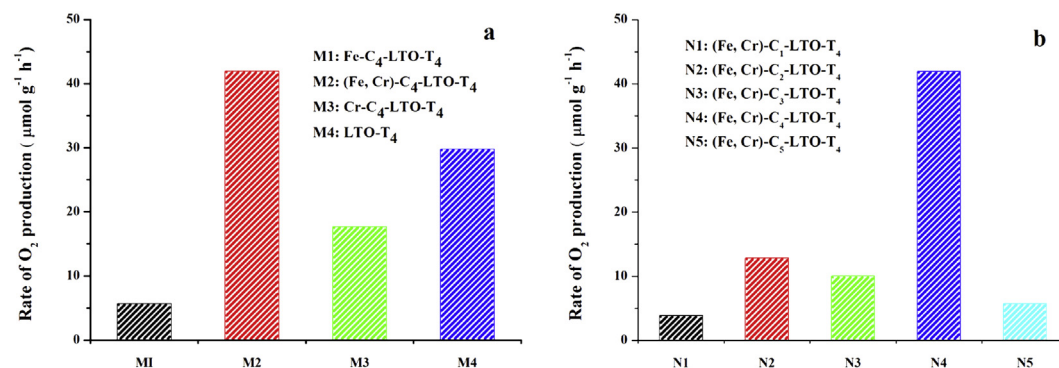 a
Rate of O₂ production ( μmol g⁻¹ h⁻¹)
50
40
30
20
10
0
M1: Fe-C₄-LTO-T₄
M2: (Fe, Cr)-C₄-LTO-T₄
M3: Cr-C₄-LTO-T₄
M4: LTO-T₄
MI M2 M3 M4
b
Rate of O₂ production ( μmol g⁻¹ h⁻¹)
50
40
30
20
10
0
N1: (Fe, Cr)-C₁-LTO-T₄
N2: (Fe, Cr)-C₂-LTO-T₄
N3: (Fe, Cr)-C₃-LTO-T₄
N4: (Fe, Cr)-C₄-LTO-T₄
N5: (Fe, Cr)-C₅-LTO-T₄
N1 N2 N3 N4 N5